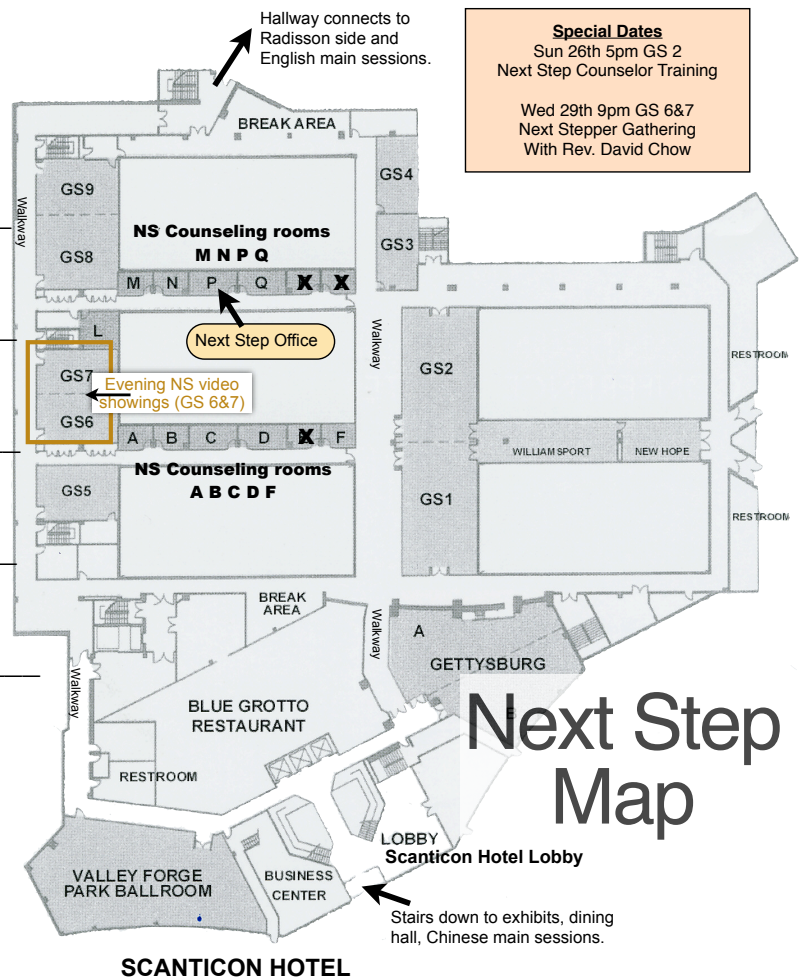 Hallway connects to
Radisson side and
English main sessions.
Special Dates
Sun 26th 5pm GS 2
Next Step Counselor Training
Wed 29th 9pm GS 6&7
Next Stepper Gathering
With Rev. David Chow
BREAK AREA
GS9
GS4
Walkway
GS8
NS Counseling rooms
M N P Q
GS3
M N P Q X X
Next Step Office
L
Walkway
GS7
Evening NS video
showings (GS 6&7)
GS6
GS2
RESTROOM
A B C D X F
NS Counseling rooms
A B C D F
WILLIAMSPORT
NEW HOPE
GS5
GS1
RESTROOM
BREAK
AREA
Walkway
A
GETTYSBURG
B
Walkway
BLUE GROTTO
RESTAURANT
Next Step
Map
RESTROOM
LOBBY
Scanticon Hotel Lobby
VALLEY FORGE
PARK BALLROOM
BUSINESS
CENTER
Stairs down to exhibits, dining
hall, Chinese main sessions.
SCANTICON HOTEL